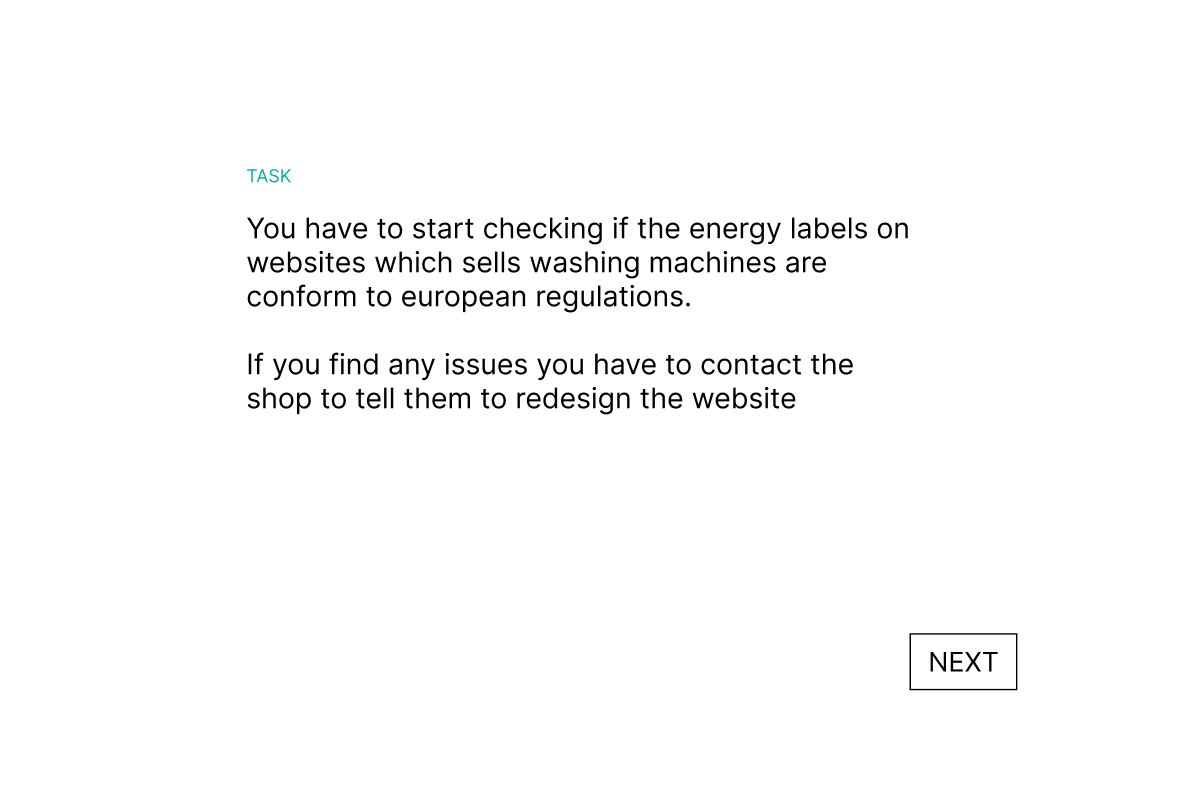 TASK
You have to start checking if the energy labels on
websites which sells washing machines are
conform to european regulations.
If you find any issues you have to contact the
shop to tell them to redesign the website
NEXT